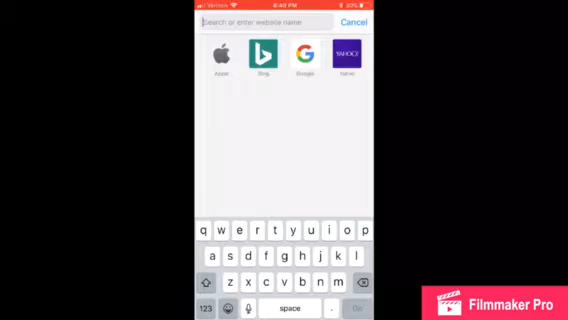 Verizon 8:40 PM
Search or enter website name Cancel
YAHOO!
Apple Bing Google Yahoo
q w e r t y u i o p
a s d f g h j k l
z x c v b n m
123 space . Go
Filmmaker Pro